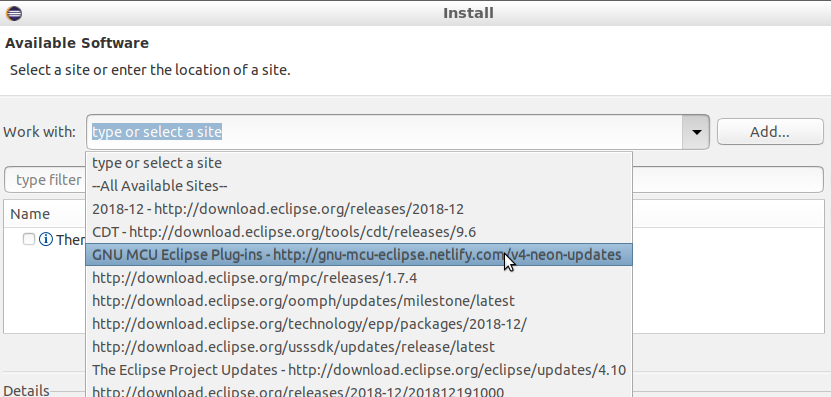 Install
Available Software
Select a site or enter the location of a site.
Work with: type or select a site Add...
type or select a site
type filter
--All Available Sites--
2018-12 - http://download.eclipse.org/releases/2018-12
Name
CDT - http://download.eclipse.org/tools/cdt/releases/9.6
Ther
GNU MCU Eclipse Plug-ins - http://gnu-mcu-eclipse.netlify.com/v4-neon-updates
http://download.eclipse.org/mpc/releases/1.7.4
http://download.eclipse.org/oomph/updates/milestone/latest
http://download.eclipse.org/technology/epp/packages/2018-12/
http://download.eclipse.org/usssdk/updates/release/latest
The Eclipse Project Updates - http://download.eclipse.org/eclipse/updates/4.10
Details
http://download.eclipse.org/releases/2018-12/201812191000